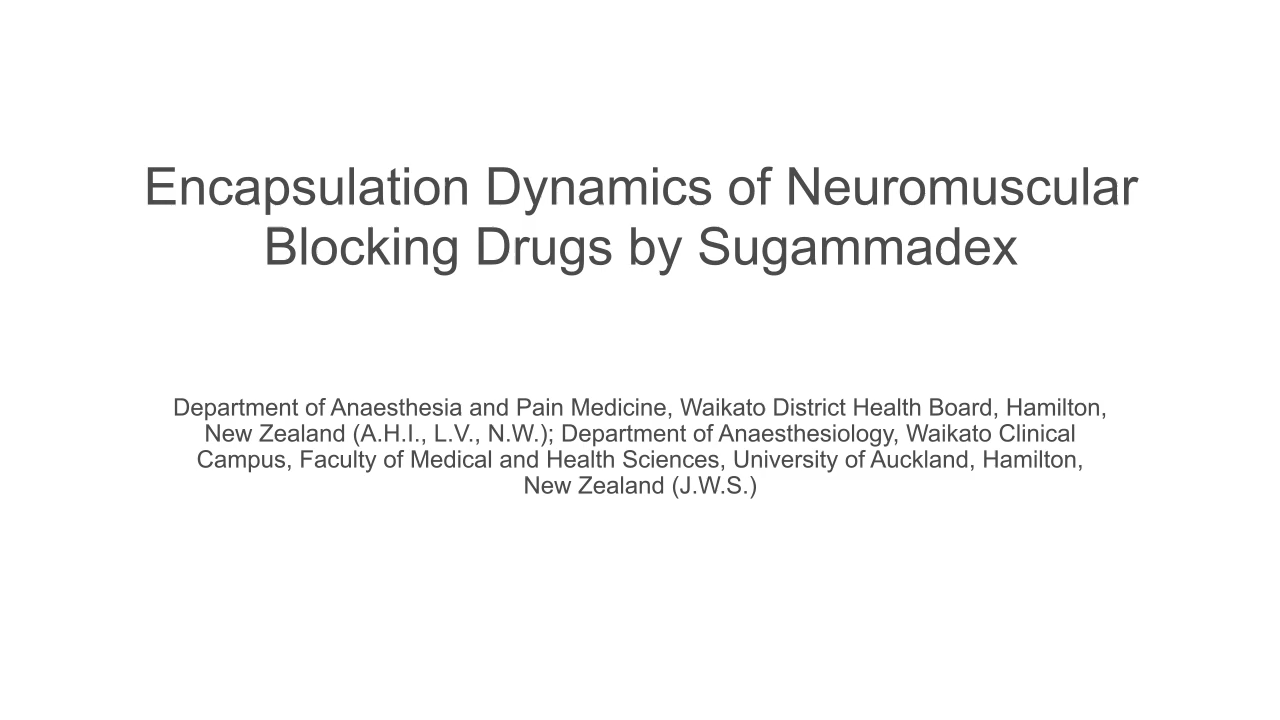 Encapsulation Dynamics of Neuromuscular
Blocking Drugs by Sugammadex
Department of Anaesthesia and Pain Medicine, Waikato District Health Board, Hamilton,
New Zealand (A.H.I., L.V., N.W.); Department of Anaesthesiology, Waikato Clinical
Campus, Faculty of Medical and Health Sciences, University of Auckland, Hamilton,
New Zealand (J.W.S.)